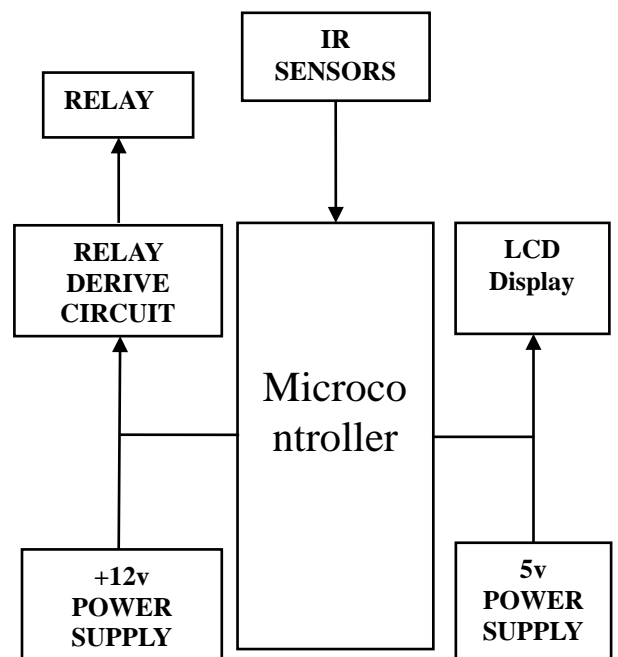 IR
SENSORS
RELAY
RELAY
DERIVE
CIRCUIT
LCD
Display
Microco
ntroller
+12v
POWER
SUPPLY
5v
POWER
SUPPLY